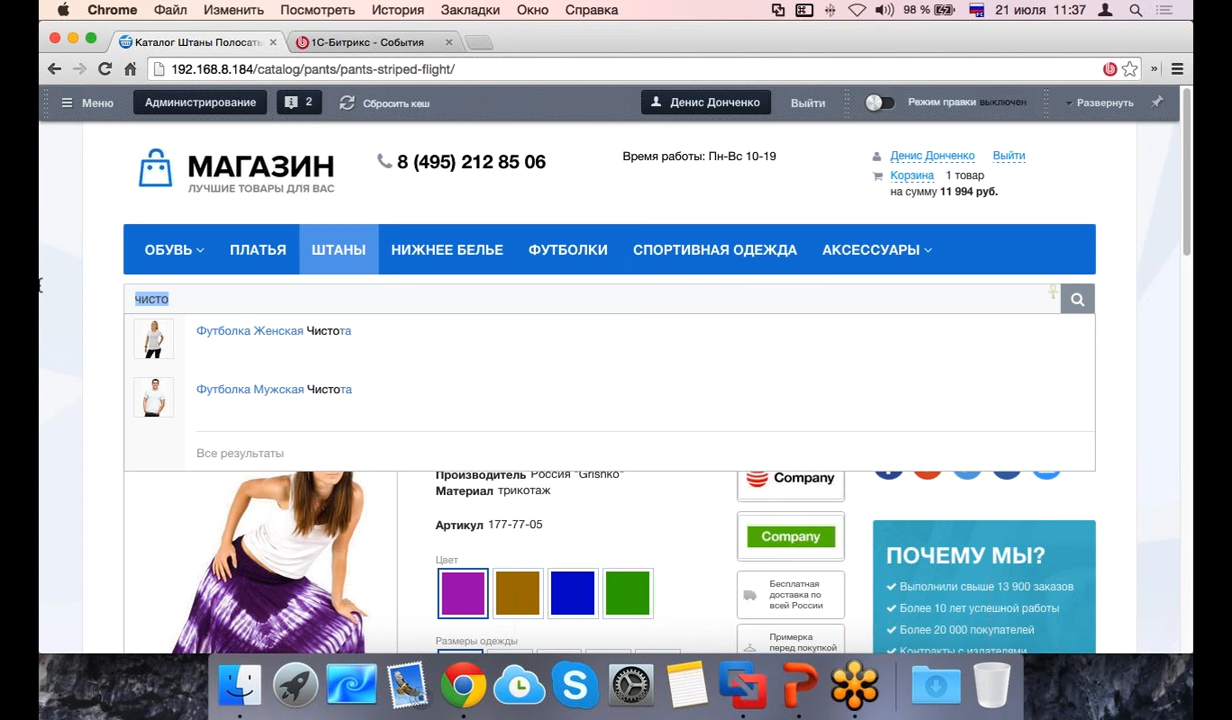 Chrome Файл Изменить Посмотреть История Закладки Окно Справка 98 % 21 июля 11:37
Каталог Штаны Полосаты
1С-Битрикс - События
192.168.8.184/catalog/pants/pants-striped-flight/
Меню Администрирование 2 Сбросить кеш Денис Донченко Выйти Режим правки выключен Развернуть
МАГАЗИН
ЛУЧШИЕ ТОВАРЫ ДЛЯ ВАС
8 (495) 212 85 06
Время работы: Пн-Вс 10-19
Денис Донченко Выйти
Корзина 1 товар
на сумму 11 994 руб.
ОБУВЬ ПЛАТЬЯ ШТАНЫ НИЖНЕЕ БЕЛЬЕ ФУТБОЛКИ СПОРТИВНАЯ ОДЕЖДА АКСЕССУАРЫ
чисто
Футболка Женская Чистота
Футболка Мужская Чистота
Все результаты
Производитель Россия "Grishko"
Материал трикотаж
Артикул 177-77-05
Цвет
Размеры одежды
Company
Company
Бесплатная
доставка по
всей России
Примерка
перед покупкой
ПОЧЕМУ МЫ?
Выполнили свыше 13 900 заказов
Более 10 лет успешной работы
Более 20 000 покупателей
Контракты с издателями